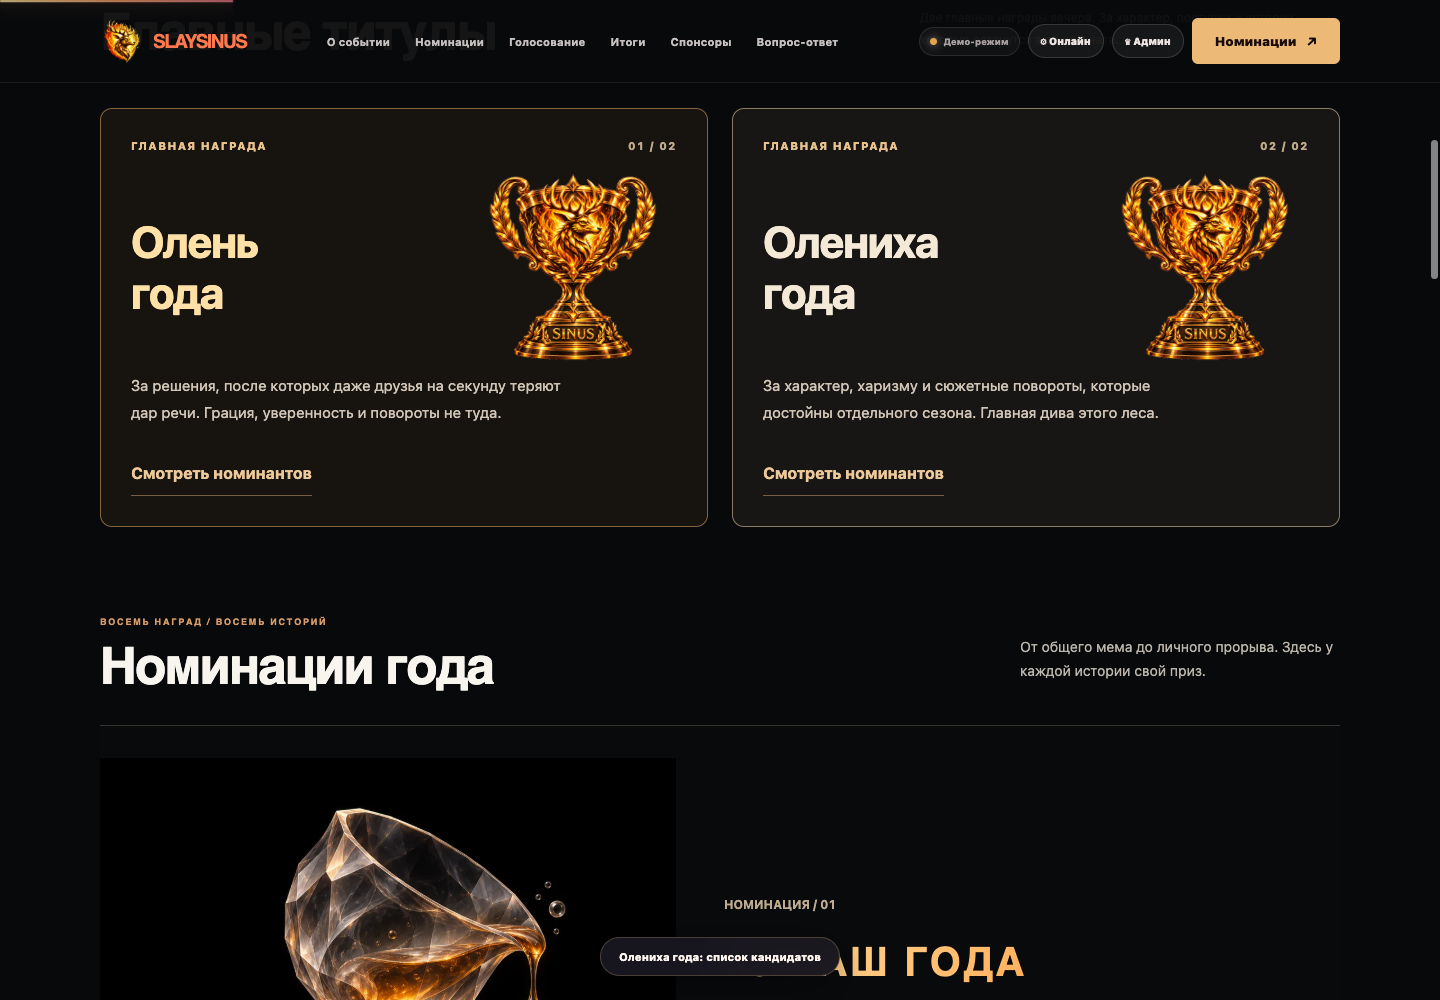 Главные титулы
SLAYSINUS
О событии
Номинации
Голосование
Итоги
Спонсоры
Вопрос-ответ
Демо-режим
Онлайн
Админ
Номинации
ГЛАВНАЯ НАГРАДА
01 / 02
Олень
года
SINUS
За решения, после которых даже друзья на секунду теряют
дар речи. Грация, уверенность и повороты не туда.
Смотреть номинантов
ГЛАВНАЯ НАГРАДА
02 / 02
Олениха
года
SINUS
За характер, харизму и сюжетные повороты, которые
достойны отдельного сезона. Главная дива этого леса.
Смотреть номинантов
ВОСЕМЬ НАГРАД / ВОСЕМЬ ИСТОРИЙ
Номинации года
От общего мема до личного прорыва. Здесь у
каждой истории свой приз.
НОМИНАЦИЯ / 01
ГОДА
Олениха года: список кандидатов